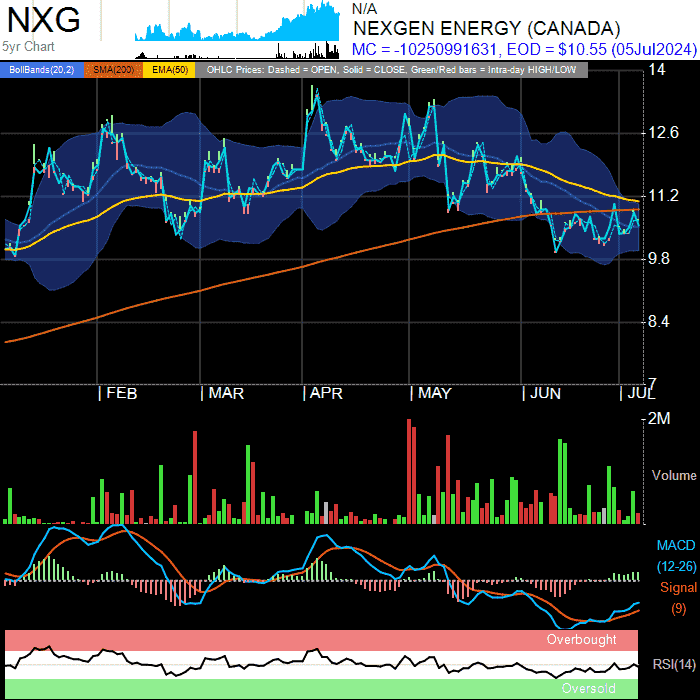 NXG
5yr Chart
N/A
NEXGEN ENERGY (CANADA)
MC = -10250991631, EOD = $10.55 (05Jul2024)
BollBands(20,2) SMA(200) EMA(50) OHLC Prices: Dashed = OPEN, Solid = CLOSE, Green/Red bars = Intra-day HIGH/LOW
14
12.6
11.2
9.8
8.4
7
| FEB | MAR | APR | MAY | JUN | JUL
2M
Volume
MACD
(12-26)
Signal
(9)
Overbought
RSI(14)
Oversold